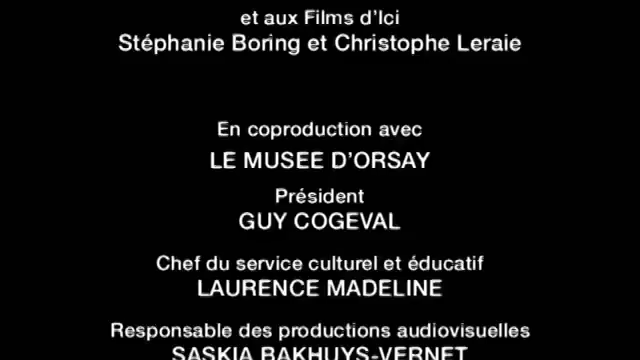 et aux Films d'Ici
Stéphanie Boring et Christophe Leraie
En coproduction avec
LE MUSEE D'ORSAY
Président
GUY COGEVAL
Chef du service culturel et éducatif
LAURENCE MADELINE
Responsable des productions audiovisuelles
SASKIA BAKHUYS-VERNET